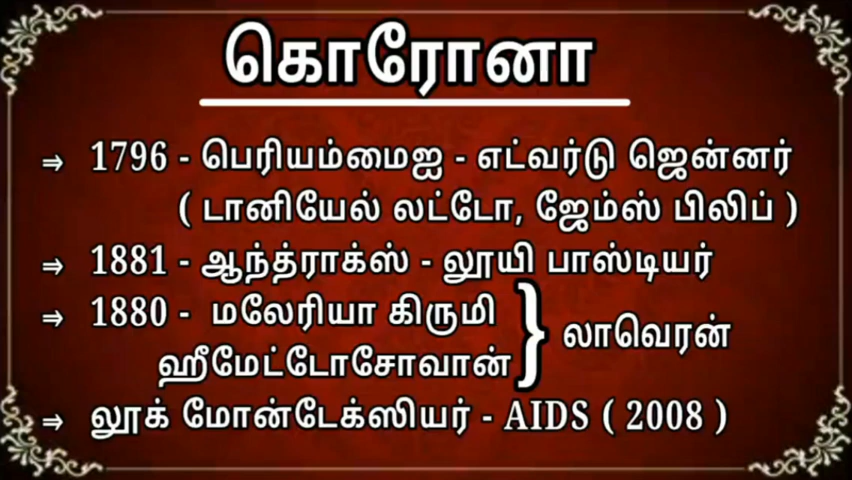 கொரோனா
⇒ 1796 - பெரியம்மைஐ - எட்வர்டு ஜென்னர்
( டானியேல் லட்டோ, ஜேம்ஸ் பிலிப் )
⇒ 1881 - ஆந்த்ராக்ஸ் - லூயி பாஸ்டியர்
⇒ 1880 - மலேரியா கிருமி
ஹீமேட்டோசோவான் } லாவெரன்
⇒ லூக் மோன்டேக்ஸியர் - AIDS ( 2008 )